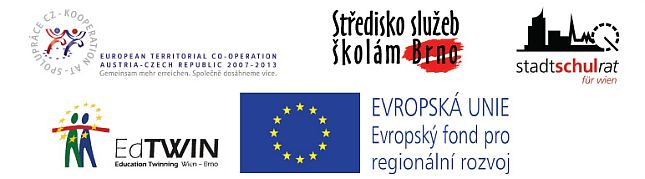 SPOLUPRÁCE CZ - KOOPERATION AT -
EUROPEAN TERRITORIAL CO-OPERATION
AUSTRIA-CZECH REPUBLIC 2007-2013
Gemeinsam mehr erreichen. Společně dosáhneme více.
Středisko služeb
školám Brno
stadtschulrat
für wien
EdTWIN
Education Twinning Wien - Brno
EVROPSKÁ UNIE
Evropský fond pro
regionální rozvoj